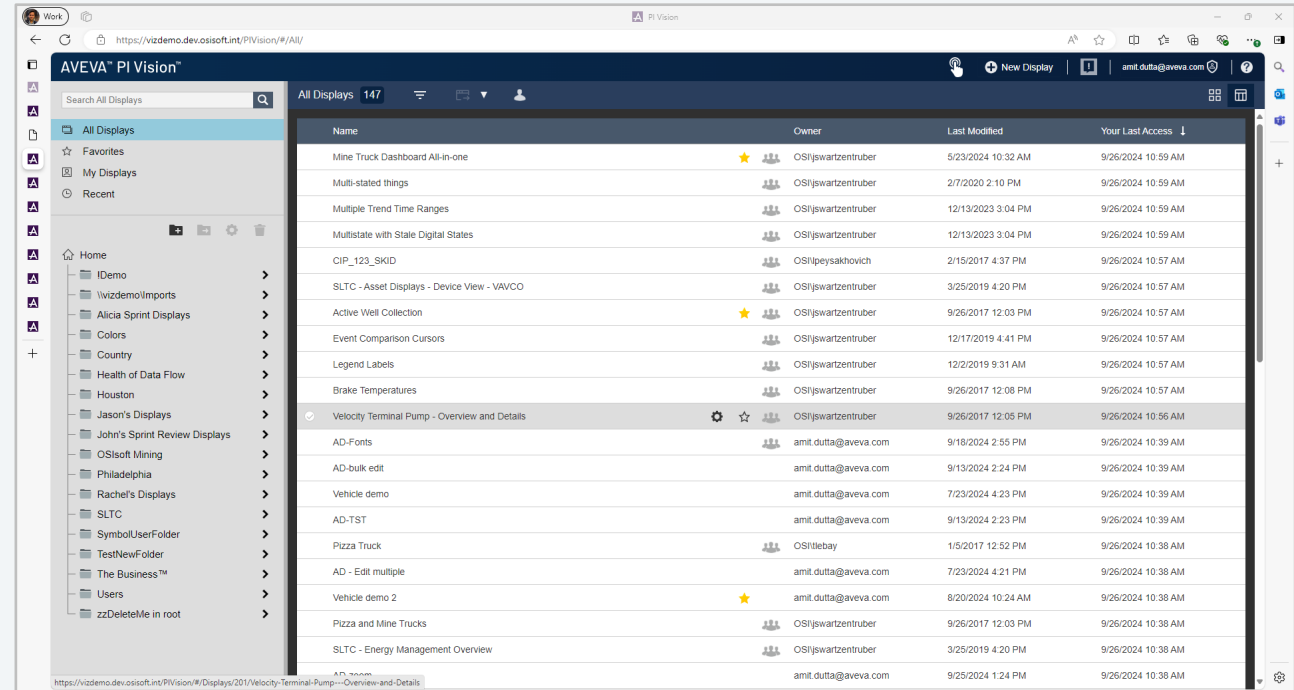 Work
PI Vision
https://vizdemo.dev.osisoft.int/PIVision/#/All/
AVEVA™ PI Vision™
New Display
amit.dutta@aveva.com
Search All Displays
All Displays 147
All Displays
Favorites
My Displays
Recent
Home
!Demo
\\vizdemo\Imports
Alicia Sprint Displays
Colors
Country
Health of Data Flow
Houston
Jason's Displays
John's Sprint Review Displays
OSIsoft Mining
Philadelphia
Rachel's Displays
SLTC
SymbolUserFolder
TestNewFolder
The Business™
Users
zzDeleteMe in root
Name Owner Last Modified Your Last Access ↓
Mine Truck Dashboard All-in-one OSI\jswartzentruber 5/23/2024 10:32 AM 9/26/2024 10:59 AM
Multi-stated things OSI\jswartzentruber 2/7/2020 2:10 PM 9/26/2024 10:59 AM
Multiple Trend Time Ranges OSI\jswartzentruber 12/13/2023 3:04 PM 9/26/2024 10:59 AM
Multistate with Stale Digital States OSI\jswartzentruber 12/13/2023 3:04 PM 9/26/2024 10:59 AM
CIP_123_SKID OSI\lpeysakhovich 2/15/2017 4:37 PM 9/26/2024 10:57 AM
SLTC - Asset Displays - Device View - VAVCO OSI\jswartzentruber 3/25/2019 4:20 PM 9/26/2024 10:57 AM
Active Well Collection OSI\jswartzentruber 9/26/2017 12:03 PM 9/26/2024 10:57 AM
Event Comparison Cursors OSI\jswartzentruber 12/17/2019 4:41 PM 9/26/2024 10:57 AM
Legend Labels OSI\jswartzentruber 12/2/2019 9:31 AM 9/26/2024 10:57 AM
Brake Temperatures OSI\jswartzentruber 9/26/2017 12:08 PM 9/26/2024 10:57 AM
Velocity Terminal Pump - Overview and Details OSI\jswartzentruber 9/26/2017 12:05 PM 9/26/2024 10:56 AM
AD-Fonts amit.dutta@aveva.com 9/18/2024 2:55 PM 9/26/2024 10:39 AM
AD-bulk edit amit.dutta@aveva.com 9/13/2024 2:24 PM 9/26/2024 10:39 AM
Vehicle demo amit.dutta@aveva.com 7/23/2024 4:23 PM 9/26/2024 10:39 AM
AD-TST amit.dutta@aveva.com 9/13/2024 2:23 PM 9/26/2024 10:39 AM
Pizza Truck OSI\tlebay 1/5/2017 12:52 PM 9/26/2024 10:38 AM
AD - Edit multiple amit.dutta@aveva.com 7/23/2024 4:21 PM 9/26/2024 10:38 AM
Vehicle demo 2 amit.dutta@aveva.com 8/20/2024 10:24 AM 9/26/2024 10:38 AM
Pizza and Mine Trucks OSI\jswartzentruber 9/26/2017 12:03 PM 9/26/2024 10:38 AM
SLTC - Energy Management Overview OSI\jswartzentruber 3/25/2019 4:20 PM 9/26/2024 10:38 AM
AD-zoom amit.dutta@aveva.com 9/25/2024 1:24 PM 9/26/2024 10:38 AM
https://vizdemo.dev.osisoft.int/PIVision/#/Displays/201/Velocity-Terminal-Pump---Overview-and-Details